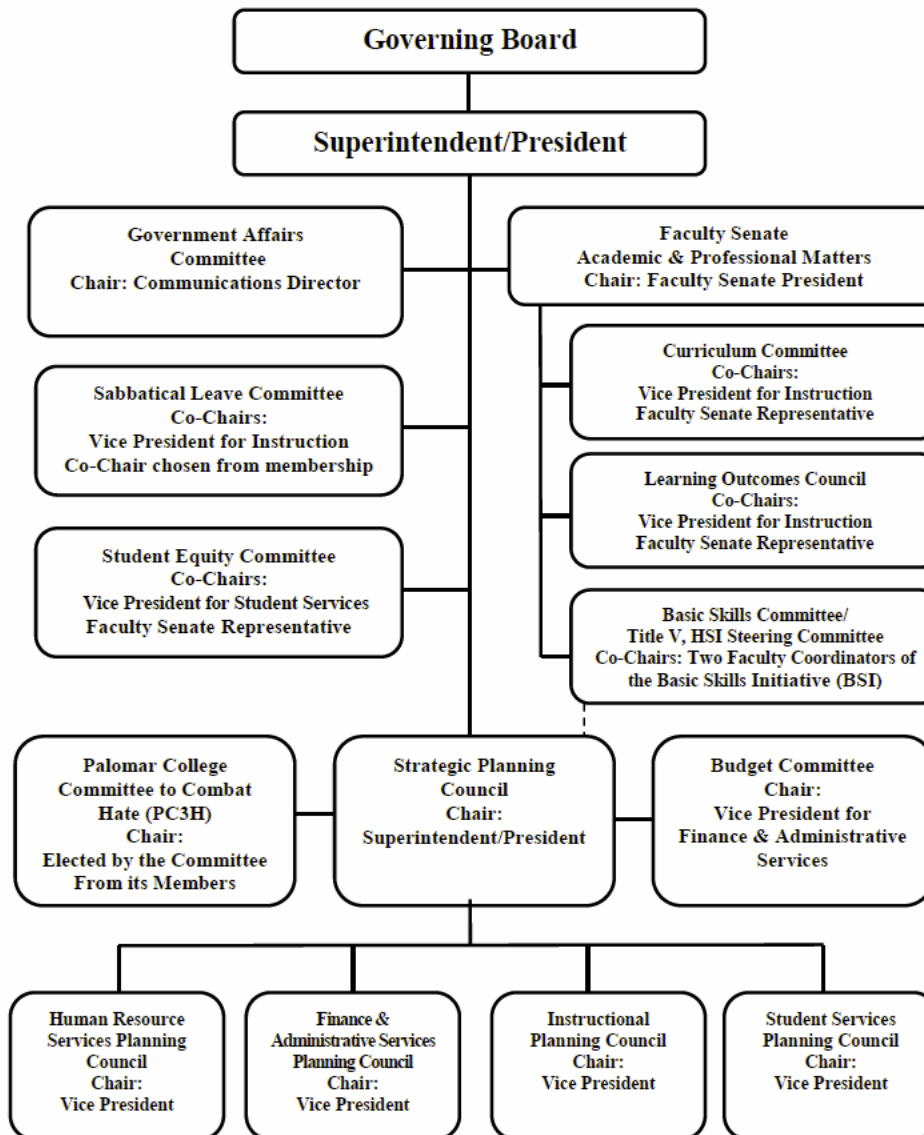 Governing Board
Superintendent/President
Government Affairs
Committee
Chair: Communications Director
Faculty Senate
Academic & Professional Matters
Chair: Faculty Senate President
Sabbatical Leave Committee
Co-Chairs:
Vice President for Instruction
Co-Chair chosen from membership
Curriculum Committee
Co-Chairs:
Vice President for Instruction
Faculty Senate Representative
Learning Outcomes Council
Co-Chairs:
Vice President for Instruction
Faculty Senate Representative
Student Equity Committee
Co-Chairs:
Vice President for Student Services
Faculty Senate Representative
Basic Skills Committee/
Title V, HSI Steering Committee
Co-Chairs: Two Faculty Coordinators of
the Basic Skills Initiative (BSI)
Palomar College
Committee to Combat
Hate (PC3H)
Chair:
Elected by the Committee
From its Members
Strategic Planning
Council
Chair:
Superintendent/President
Budget Committee
Chair:
Vice President for
Finance & Administrative
Services
Human Resource
Services Planning
Council
Chair:
Vice President
Finance &
Administrative Services
Planning Council
Chair:
Vice President
Instructional
Planning Council
Chair:
Vice President
Student Services
Planning Council
Chair:
Vice President